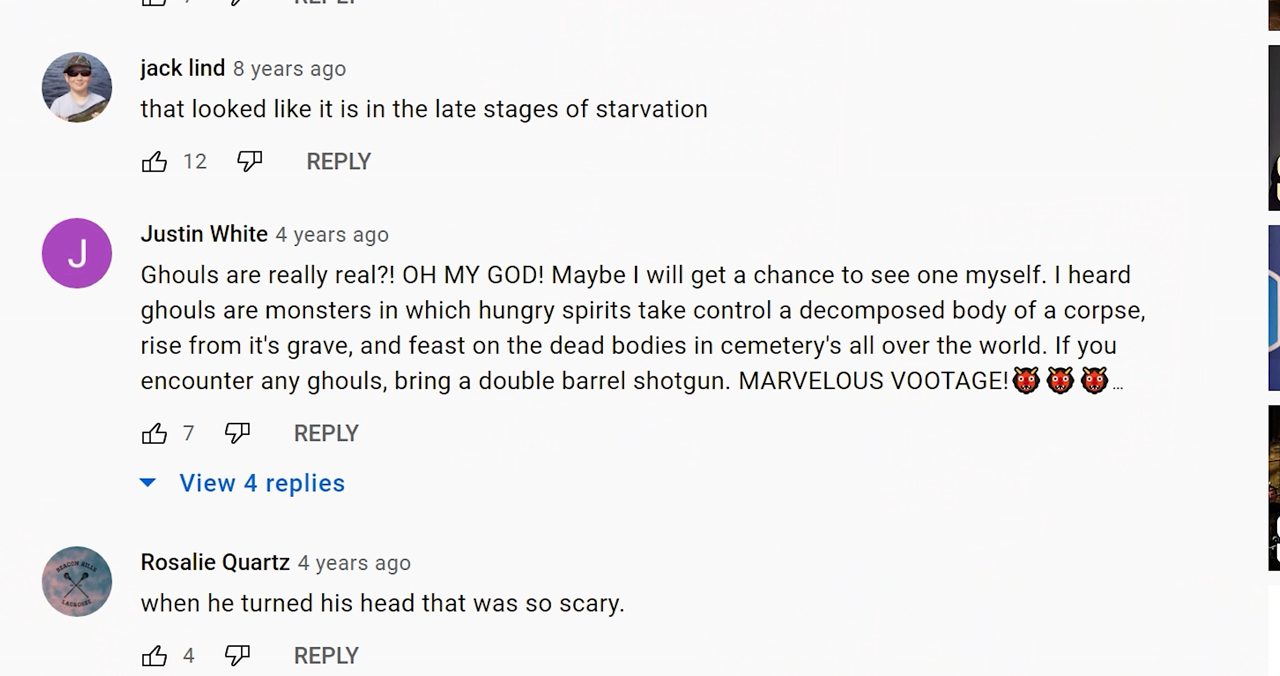 REPLY
jack lind 8 years ago
that looked like it is in the late stages of starvation
12 REPLY
J
Justin White 4 years ago
Ghouls are really real?! OH MY GOD! Maybe I will get a chance to see one myself. I heard
ghouls are monsters in which hungry spirits take control a decomposed body of a corpse,
rise from it's grave, and feast on the dead bodies in cemetery's all over the world. If you
encounter any ghouls, bring a double barrel shotgun. MARVELOUS VOOTAGE!👹👹👹...
7 REPLY
View 4 replies
BEACON HILLS
LACROSSE
Rosalie Quartz 4 years ago
when he turned his head that was so scary.
4 REPLY